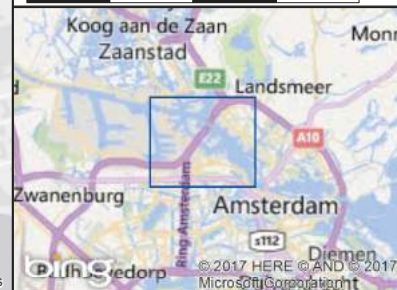 Koog aan de Zaan
Zaanstad
Monn
E22
Landsmeer
A10
Ring Amsterdam
Zwanenburg
Amsterdam
s112
Diemen
bing
© 2017 HERE © AND © 2017
Microsoft Corporation